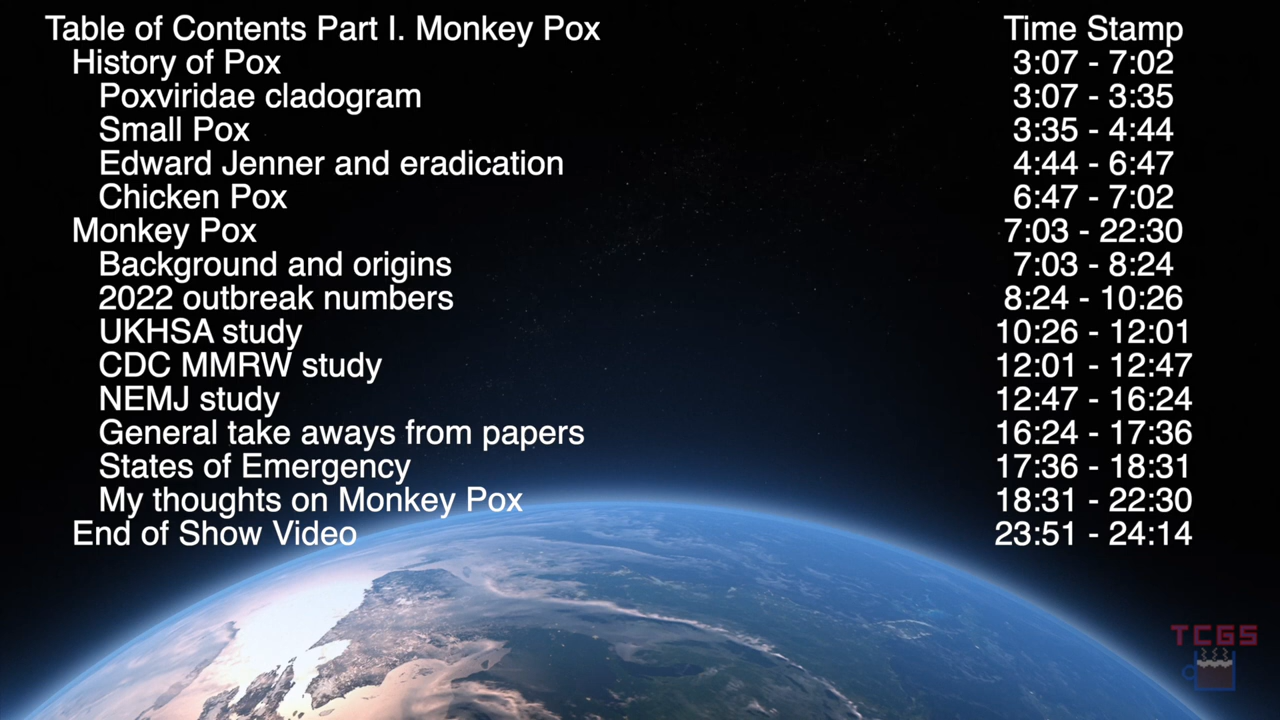 Table of Contents Part I. Monkey Pox Time Stamp
History of Pox 3:07 - 7:02
Poxviridae cladogram 3:07 - 3:35
Small Pox 3:35 - 4:44
Edward Jenner and eradication 4:44 - 6:47
Chicken Pox 6:47 - 7:02
Monkey Pox 7:03 - 22:30
Background and origins 7:03 - 8:24
2022 outbreak numbers 8:24 - 10:26
UKHSA study 10:26 - 12:01
CDC MMRW study 12:01 - 12:47
NEMJ study 12:47 - 16:24
General take aways from papers 16:24 - 17:36
States of Emergency 17:36 - 18:31
My thoughts on Monkey Pox 18:31 - 22:30
End of Show Video 23:51 - 24:14
TCGS